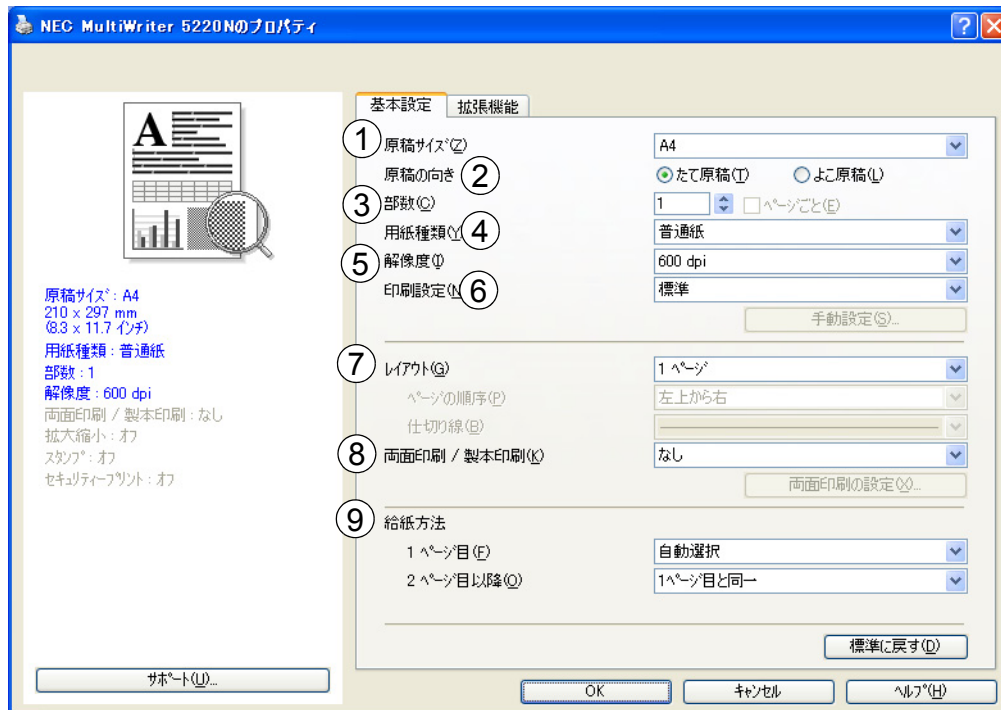 NEC MultiWriter 5220Nのプロパティ
基本設定 拡張機能
A
① 原稿サイズ(Z) A4
原稿の向き ② たて原稿(T) よこ原稿(L)
③ 部数(C) 1 ページごと(E)
用紙種類(Y) ④ 普通紙
⑤ 解像度(I) 600 dpi
印刷設定(N) ⑥ 標準
手動設定(S)...
⑦ レイアウト(G) 1 ページ
ページの順序(P) 左上から右
仕切り線(B)
⑧ 両面印刷 / 製本印刷(K) なし
両面印刷の設定(X)...
⑨ 給紙方法
1 ページ目(F) 自動選択
2 ページ目以降(O) 1ページ目と同一
標準に戻す(D)
原稿サイズ : A4
210 x 297 mm
(8.3 x 11.7 インチ)
用紙種類 : 普通紙
部数 : 1
解像度 : 600 dpi
両面印刷 / 製本印刷 : なし
拡大縮小 : オフ
スタンプ : オフ
セキュリティープリント : オフ
サポート(U)...
OK キャンセル ヘルプ(H)